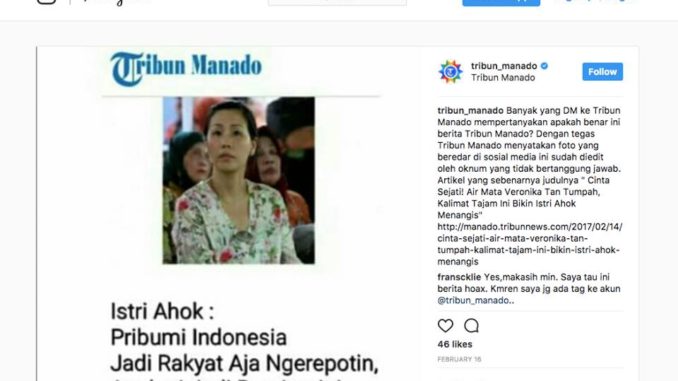 Tribun Manado
Istri Ahok :
Pribumi Indonesia
Jadi Rakyat Aja Ngerepotin,
tribun_manado
Tribun Manado
Follow
tribun_manado Banyak yang DM ke Tribun
Manado mempertanyakan apakah benar ini
berita Tribun Manado? Dengan tegas
Tribun Manado menyatakan foto yang
beredar di sosial media ini sudah diedit
oleh oknum yang tidak bertanggung jawab.
Artikel yang sebenarnya judulnya " Cinta
Sejati! Air Mata Veronika Tan Tumpah,
Kalimat Tajam Ini Bikin Istri Ahok
Menangis"
http://manado.tribunnews.com/2017/02/14/
cinta-sejati-air-mata-veronika-tan-
tumpah-kalimat-tajam-ini-bikin-istri-ahok-
menangis
franscklie Yes,makasih min. Saya tau ini
berita hoax. Kmren saya jg ada tag ke akun
@tribun_manado..
46 likes
FEBRUARY 16